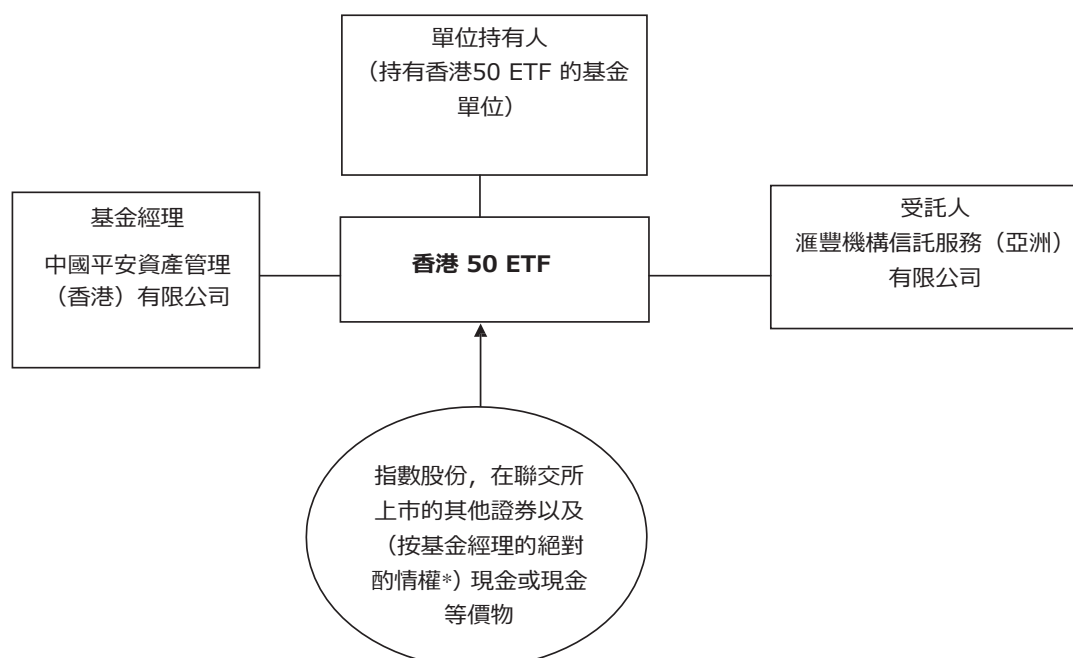 單位持有人
（持有香港50 ETF 的基金
單位）
基金經理
中國平安資產管理
（香港）有限公司
香港 50 ETF
受託人
滙豐機構信託服務（亞洲）
有限公司
指數股份，在聯交所
上市的其他證券以及
（按基金經理的絕對
酌情權*）現金或現金
等價物